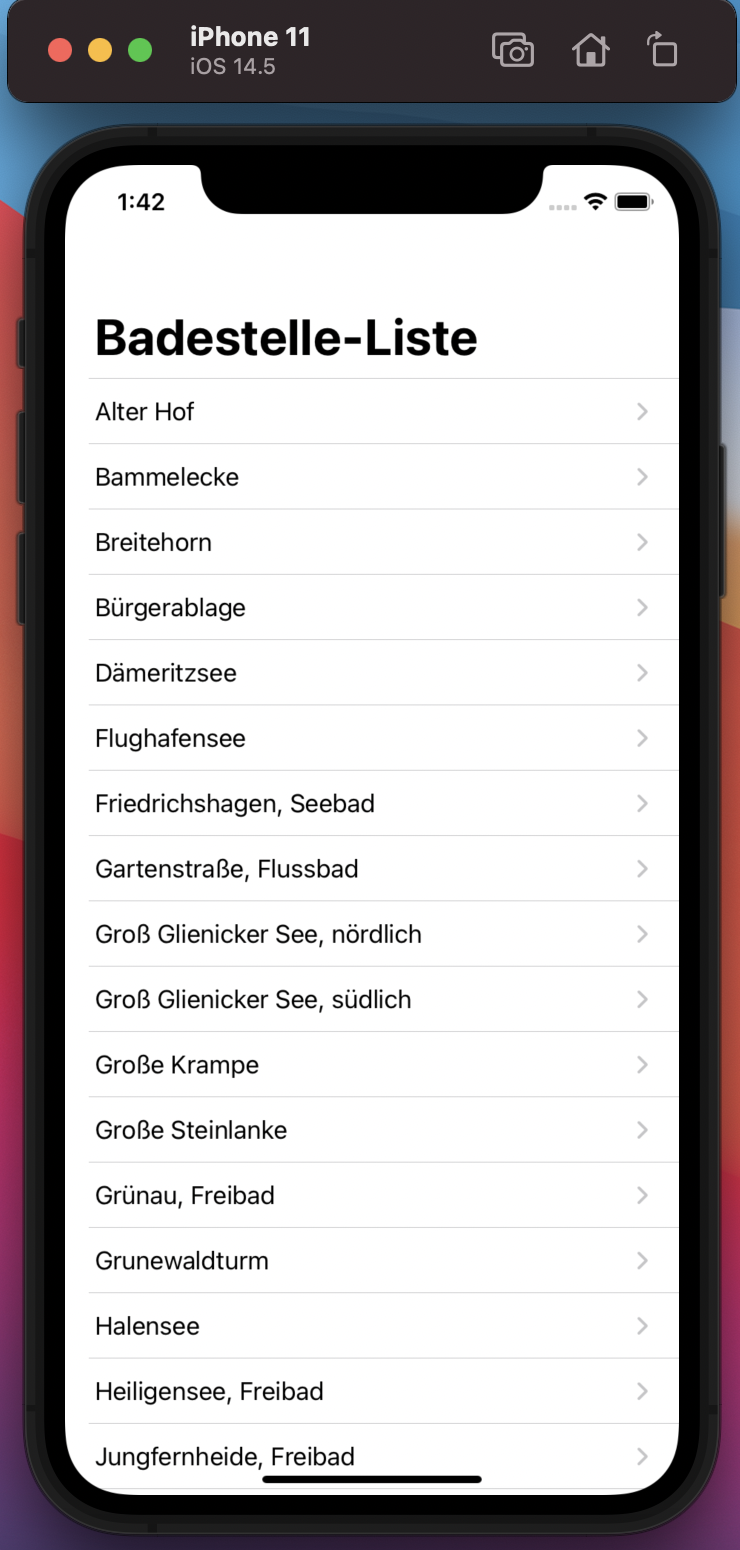 iPhone 11
iOS 14.5
1:42
Badestelle-Liste
Alter Hof
Bammelecke
Breitehorn
Bürgerablage
Dämeritzsee
Flughafensee
Friedrichshagen, Seebad
Gartenstraße, Flussbad
Groß Glienicker See, nördlich
Groß Glienicker See, südlich
Große Krampe
Große Steinlanke
Grünau, Freibad
Grunewaldturm
Halensee
Heiligensee, Freibad
Jungfernheide, Freibad